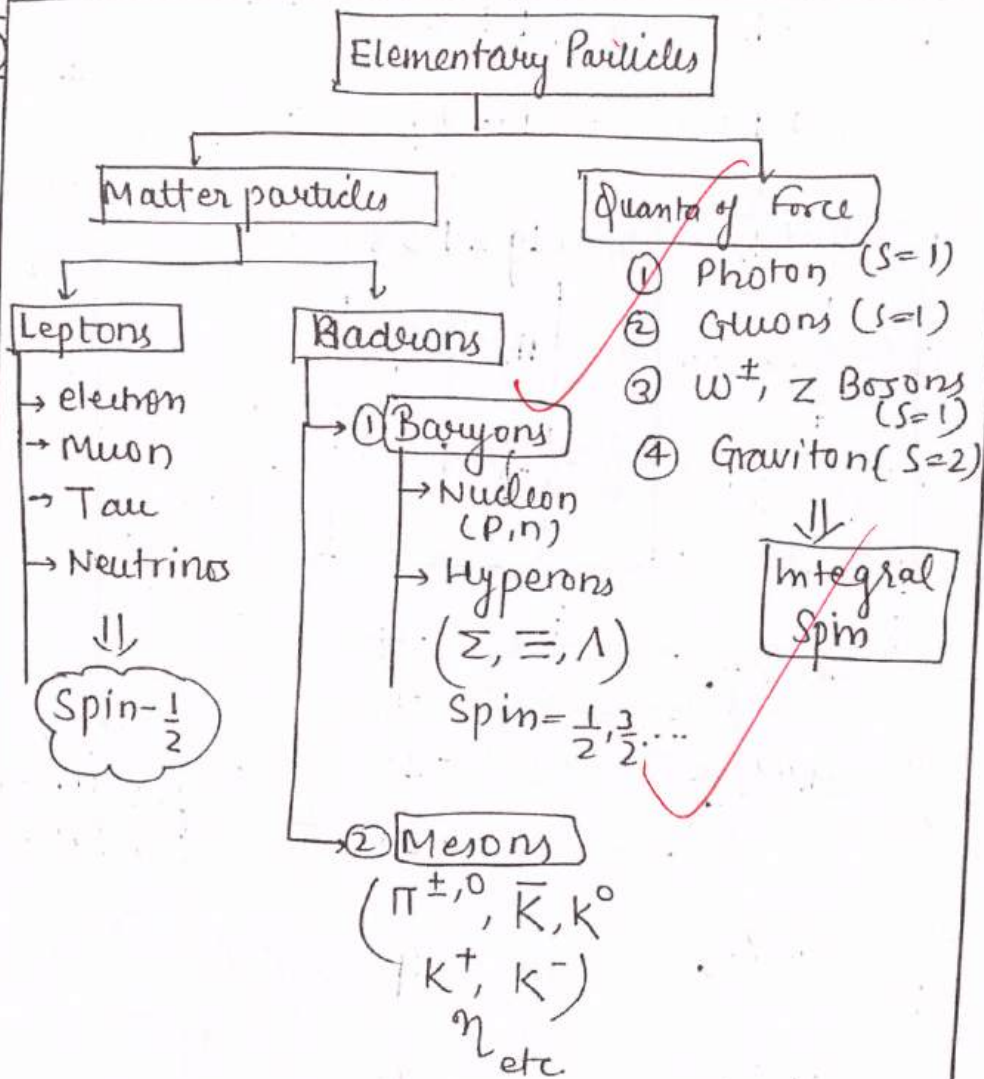 Elementary Particles
Matter particles
Quanta of Force
① Photon (S=1)
② Gluons (S=1)
③ W±, Z Bosons
(S=1)
④ Graviton (S=2)
⇓
Integral
Spin
Leptons
→ electron
→ Muon
→ Tau
→ Neutrinos
⇓
Spin-1/2
Hadrons
→ ① Baryons
→ Nucleon
(P,n)
→ Hyperons
(Σ, Ξ, Λ)
Spin = 1/2, 3/2, ...
→ ② Mesons
(π±,0, K̄, K⁰
K⁺, K⁻)
η etc